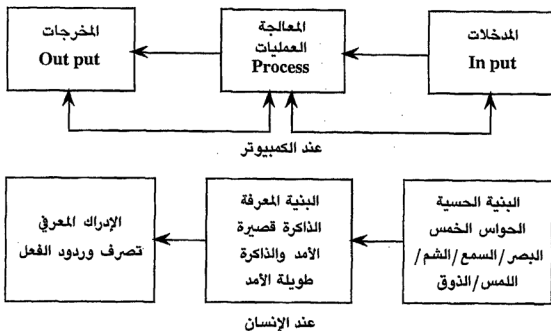 المدخلات
In put
المعالجة
العمليات
Process
المخرجات
Out put
عند الكمبيوتر
البنية الحسية
الحواس الخمس
البصر/السمع/الشم/
اللمس/الذوق
البنية المعرفة
الذاكرة قصيرة
الأمد والذاكرة
طويلة الأمد
الإدراك المعرفي
تصرف وردود الفعل
عند الإنسان